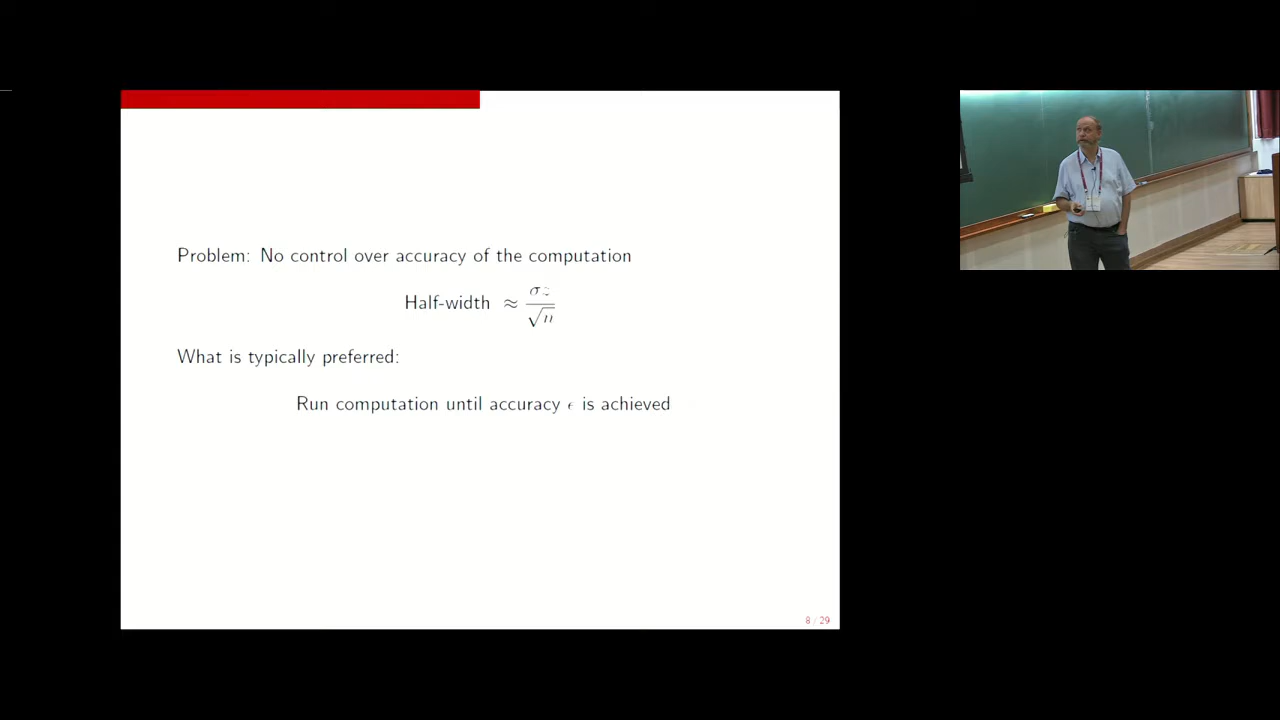 Problem: No control over accuracy of the computation
Half-width ≈ σz / √n
What is typically preferred:
Run computation until accuracy ϵ is achieved
8 / 29